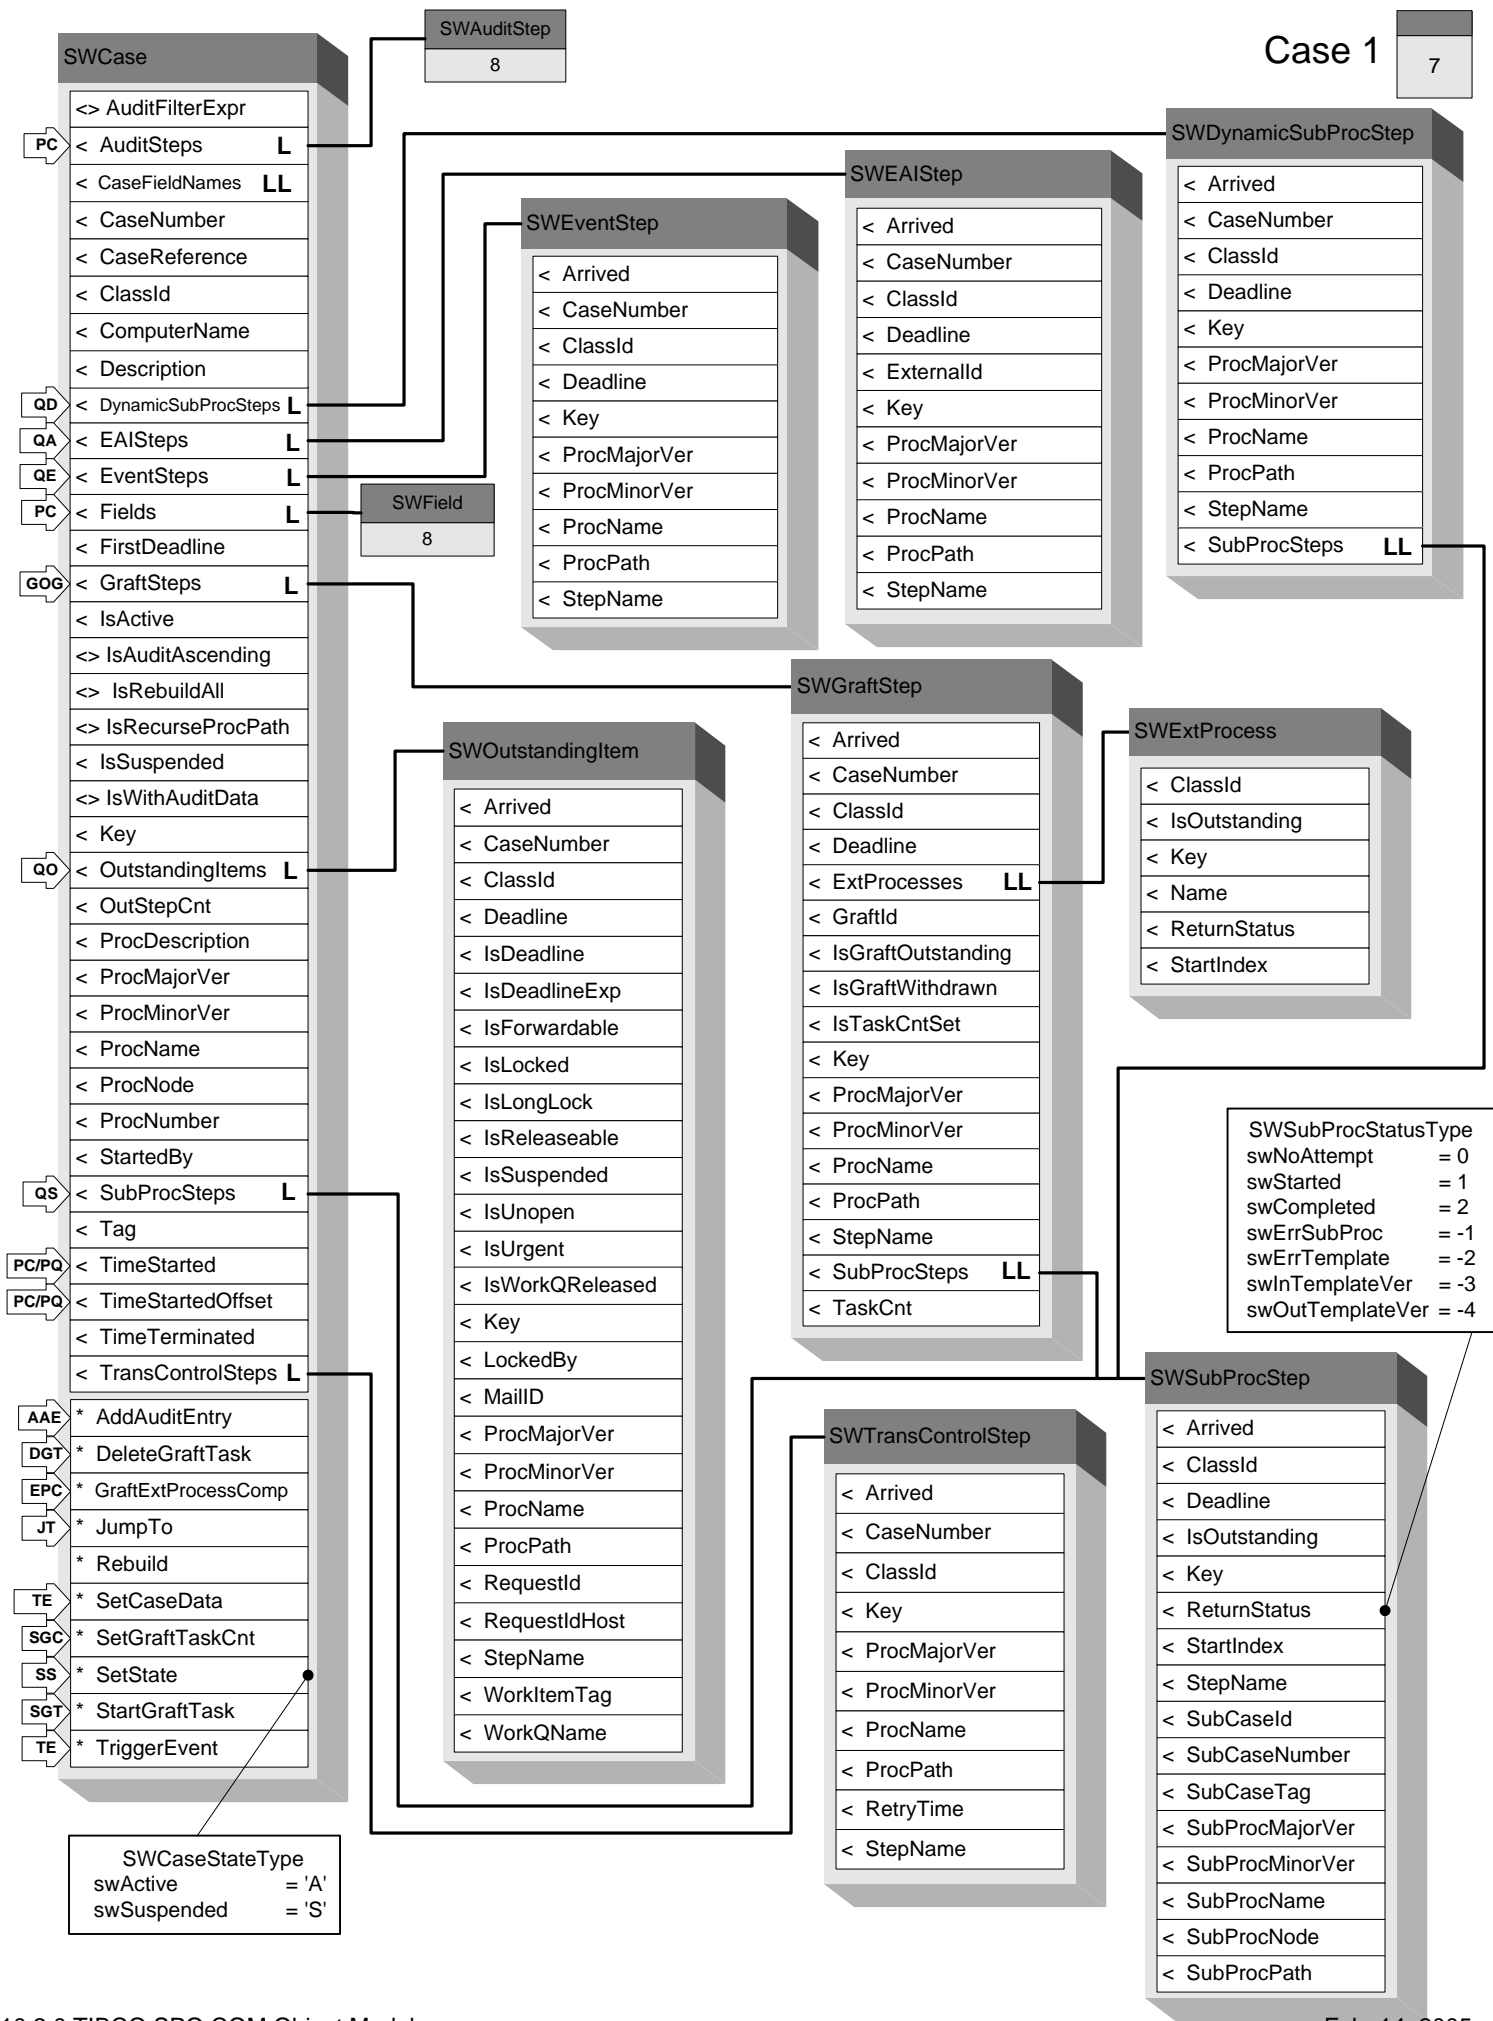 Case 1
7
SWCase
<> AuditFilterExpr
PC < AuditSteps L
< CaseFieldNames LL
< CaseNumber
< CaseReference
< ClassId
< ComputerName
< Description
QD < DynamicSubProcSteps L
QA < EAISteps L
QE < EventSteps L
PC < Fields L
< FirstDeadline
GOG < GraftSteps L
< IsActive
<> IsAuditAscending
<> IsRebuildAll
<> IsRecurseProcPath
< IsSuspended
<> IsWithAuditData
< Key
QO < OutstandingItems L
< OutStepCnt
< ProcDescription
< ProcMajorVer
< ProcMinorVer
< ProcName
< ProcNode
< ProcNumber
< StartedBy
QS < SubProcSteps L
< Tag
PC/PQ < TimeStarted
PC/PQ < TimeStartedOffset
< TimeTerminated
< TransControlSteps L
AAE * AddAuditEntry
DGT * DeleteGraftTask
EPC * GraftExtProcessComp
JT * JumpTo
* Rebuild
TE * SetCaseData
SGC * SetGraftTaskCnt
SS * SetState
SGT * StartGraftTask
TE * TriggerEvent
SWCaseStateType
swActive = 'A'
swSuspended = 'S'
SWAuditStep
8
SWField
8
SWEventStep
< Arrived
< CaseNumber
< ClassId
< Deadline
< Key
< ProcMajorVer
< ProcMinorVer
< ProcName
< ProcPath
< StepName
SWEAIStep
< Arrived
< CaseNumber
< ClassId
< Deadline
< ExternalId
< Key
< ProcMajorVer
< ProcMinorVer
< ProcName
< ProcPath
< StepName
SWDynamicSubProcStep
< Arrived
< CaseNumber
< ClassId
< Deadline
< Key
< ProcMajorVer
< ProcMinorVer
< ProcName
< ProcPath
< StepName
< SubProcSteps LL
SWOutstandingItem
< Arrived
< CaseNumber
< ClassId
< Deadline
< IsDeadline
< IsDeadlineExp
< IsForwardable
< IsLocked
< IsLongLock
< IsReleaseable
< IsSuspended
< IsUnopen
< IsUrgent
< IsWorkQReleased
< Key
< LockedBy
< MailID
< ProcMajorVer
< ProcMinorVer
< ProcName
< ProcPath
< RequestId
< RequestIdHost
< StepName
< WorkItemTag
< WorkQName
SWGraftStep
< Arrived
< CaseNumber
< ClassId
< Deadline
< ExtProcesses LL
< GraftId
< IsGraftOutstanding
< IsGraftWithdrawn
< IsTaskCntSet
< Key
< ProcMajorVer
< ProcMinorVer
< ProcName
< ProcPath
< StepName
< SubProcSteps LL
< TaskCnt
SWExtProcess
< ClassId
< IsOutstanding
< Key
< Name
< ReturnStatus
< StartIndex
SWSubProcStatusType
swNoAttempt = 0
swStarted = 1
swCompleted = 2
swErrSubProc = -1
swErrTemplate = -2
swInTemplateVer = -3
swOutTemplateVer = -4
SWTransControlStep
< Arrived
< CaseNumber
< ClassId
< Key
< ProcMajorVer
< ProcMinorVer
< ProcName
< ProcPath
< RetryTime
< StepName
SWSubProcStep
< Arrived
< ClassId
< Deadline
< IsOutstanding
< Key
< ReturnStatus
< StartIndex
< StepName
< SubCaseId
< SubCaseNumber
< SubCaseTag
< SubProcMajorVer
< SubProcMinorVer
< SubProcName
< SubProcNode
< SubProcPath